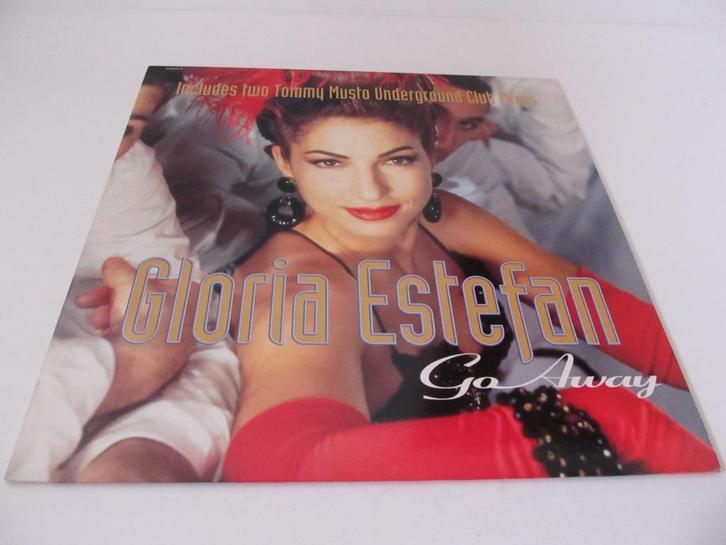 Includes two Tommy Musto Underground Club Mixes
Gloria Estefan
Go Away